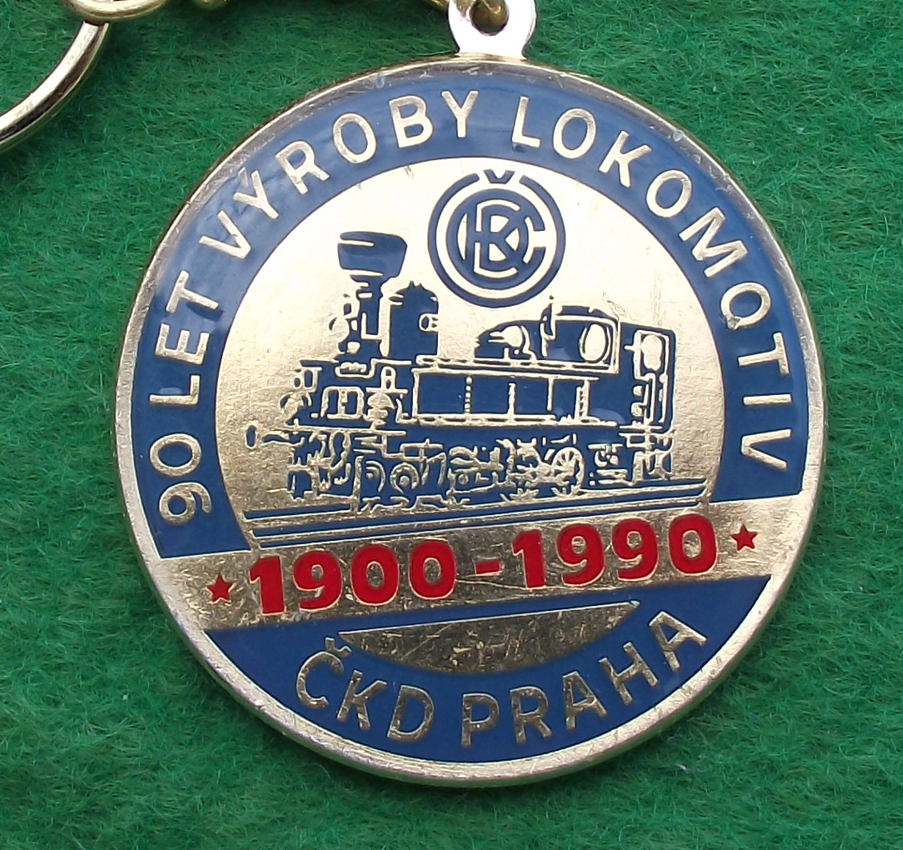 90 LET VÝROBY LOKOMOTIV
ČKD
★ 1900-1990 ★
ČKD PRAHA